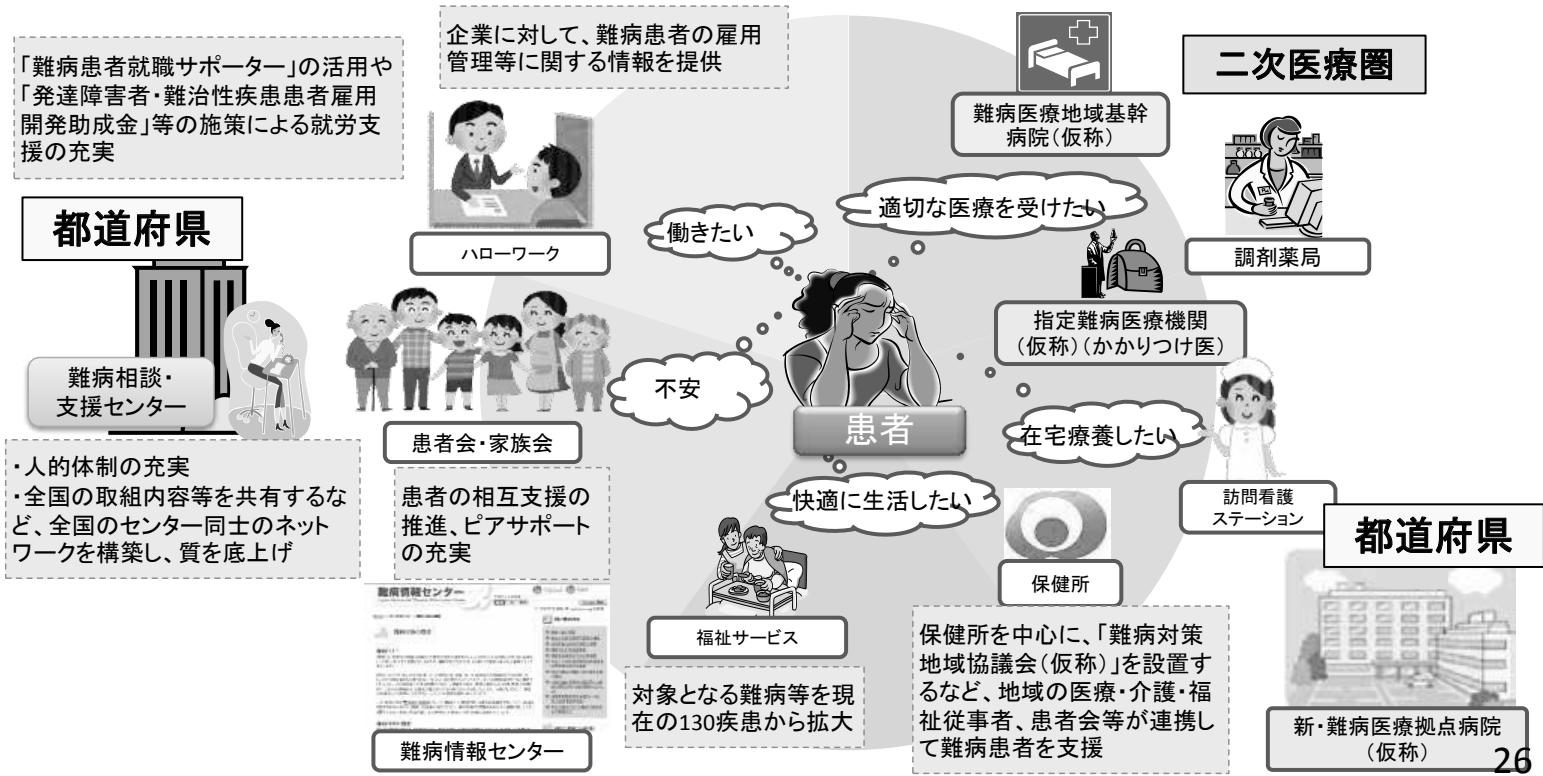 「難病患者就職サポーター」の活用や
「発達障害者・難治性疾患患者雇用
開発助成金」等の施策による就労支
援の充実
企業に対して、難病患者の雇用
管理等に関する情報を提供
難病医療地域基幹
病院(仮称)
二次医療圏
都道府県
ハローワーク
働きたい
適切な医療を受けたい
調剤薬局
指定難病医療機関
(仮称)(かかりつけ医)
難病相談・
支援センター
患者会・家族会
不安
患者
在宅療養したい
訪問看護
ステーション
・人的体制の充実
・全国の取組内容等を共有するな
ど、全国のセンター同士のネット
ワークを構築し、質を底上げ
患者の相互支援の
推進、ピアサポート
の充実
快適に生活したい
保健所
都道府県
難病情報センター
難病情報センター
福祉サービス
対象となる難病等を現
在の130疾患から拡大
保健所を中心に、「難病対策
地域協議会(仮称)」を設置す
るなど、地域の医療・介護・福
祉従事者、患者会等が連携し
て難病患者を支援
新・難病医療拠点病院
(仮称)
26